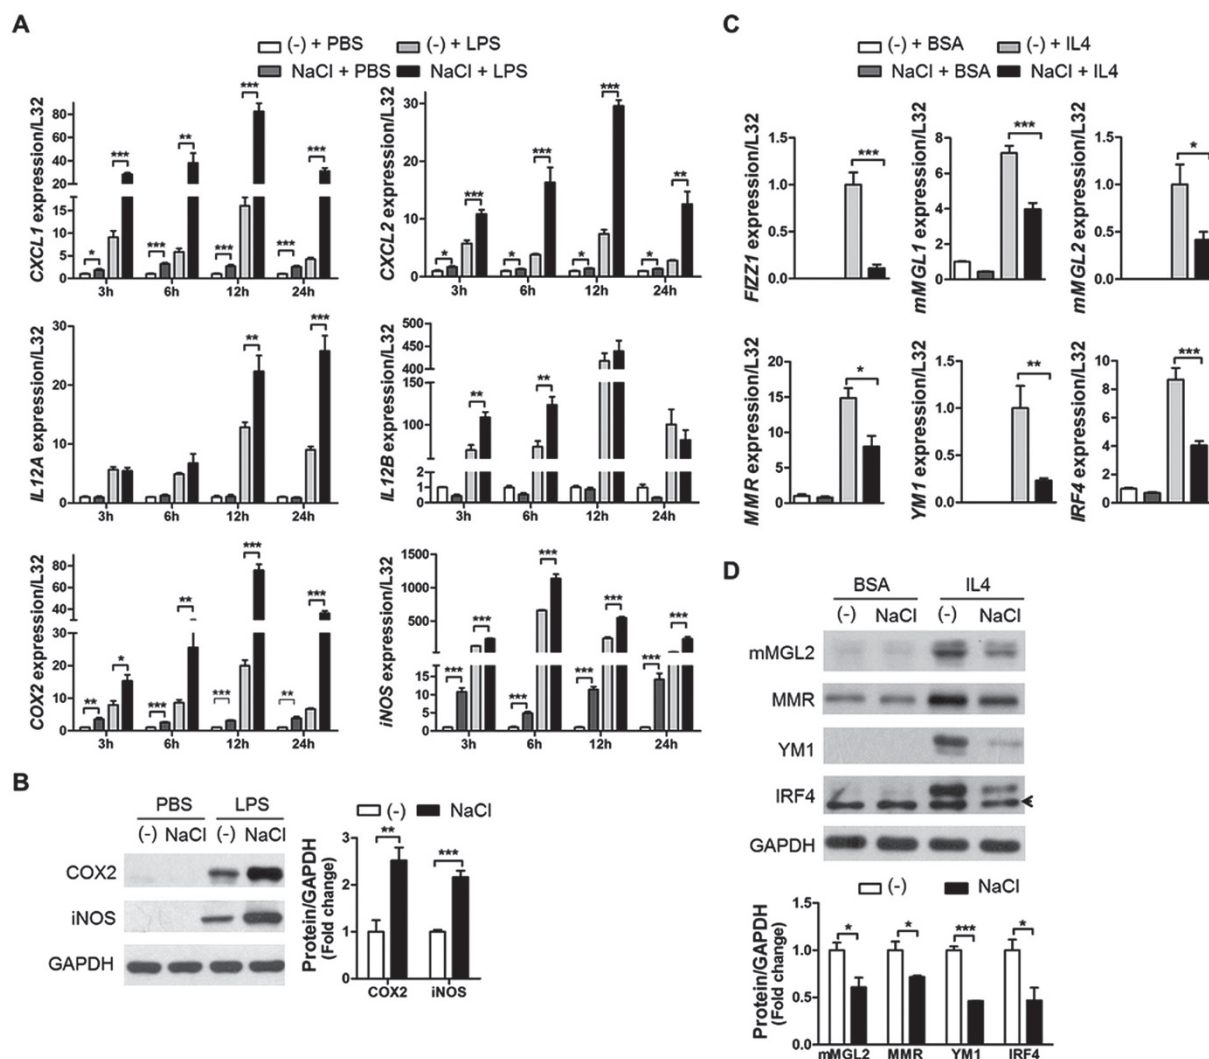 A
(-) + PBS
(-) + LPS
NaCl + PBS
NaCl + LPS
CXCL1 expression/L32
80
60
40
20
15
10
5
0
* *** *** ** *** *** *** ***
3h 6h 12h 24h
CXCL2 expression/L32
30
20
10
0
* *** * *** * *** * **
3h 6h 12h 24h
IL12A expression/L32
30
20
10
0
** ***
3h 6h 12h 24h
IL12B expression/L32
500
450
400
350
150
100
2
1
0
** **
3h 6h 12h 24h
COX2 expression/L32
100
80
60
40
20
30
20
10
0
** * *** ** *** *** ** ***
3h 6h 12h 24h
iNOS expression/L32
1500
1000
500
15
10
5
0
*** *** *** *** *** *** ***
3h 6h 12h 24h
B
PBS LPS
(-) NaCl (-) NaCl
COX2
iNOS
GAPDH
(-) NaCl
Protein/GAPDH
(Fold change)
3
2
1
0
** ***
COX2 iNOS
C
(-) + BSA
(-) + IL4
NaCl + BSA
NaCl + IL4
FIZZ1 expression/L32
1.5
1.0
0.5
0.0
***
mMGL1 expression/L32
8
6
4
2
0
***
mMGL2 expression/L32
1.5
1.0
0.5
0.0
*
MMR expression/L32
20
15
10
5
0
*
YM1 expression/L32
1.5
1.0
0.5
0.0
**
IRF4 expression/L32
10
8
6
4
2
0
***
D
BSA IL4
(-) NaCl (-) NaCl
mMGL2
MMR
YM1
IRF4
GAPDH
(-) NaCl
Protein/GAPDH
(Fold change)
1.5
1.0
0.5
0.0
* * *** *
mMGL2 MMR YM1 IRF4